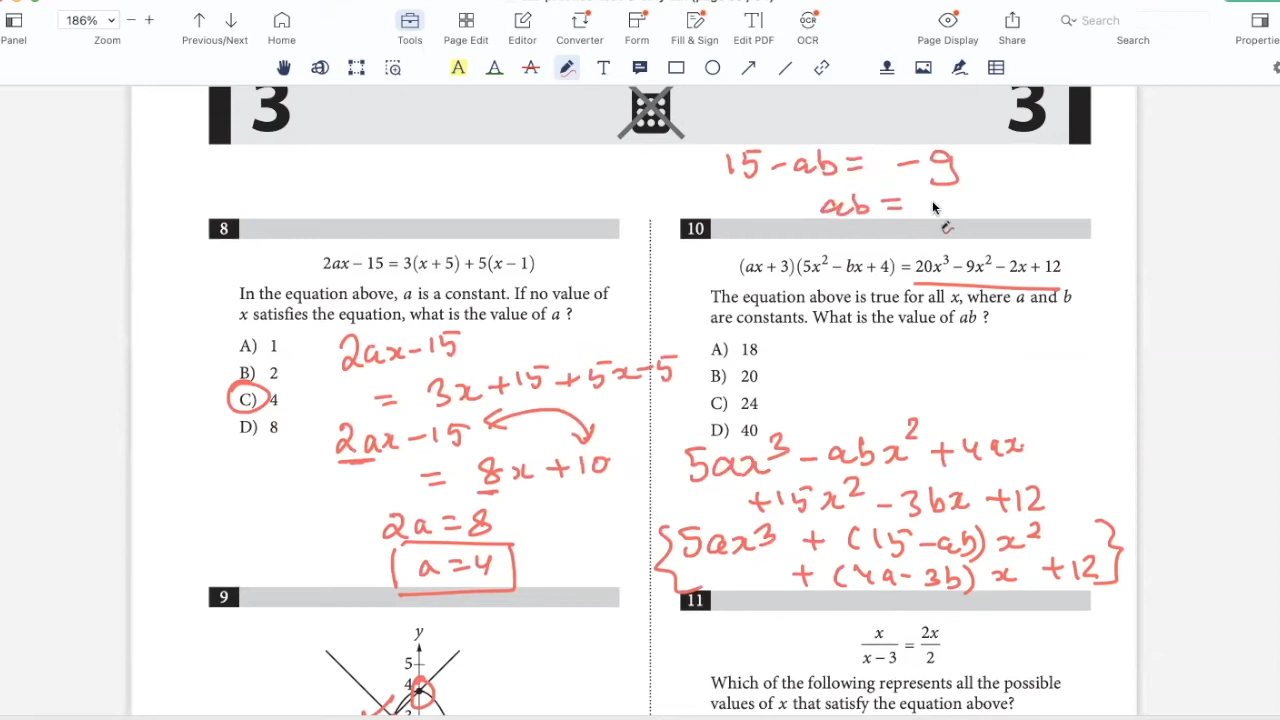 186%
Panel Zoom Previous/Next Home Tools Page Edit Editor Converter Form Fill & Sign Edit PDF OCR Page Display Share Search
Search
OCR
3 3
15 - ab = -9
ab =
8
2ax − 15 = 3(x + 5) + 5(x − 1)
In the equation above, a is a constant. If no value of
x satisfies the equation, what is the value of a ?
A) 1
B) 2
C) 4
D) 8
2ax - 15
= 3x + 15 + 5x - 5
2ax - 15
= 8x + 10
2a = 8
a = 4
9
y
5
4
10
(ax + 3)(5x² − bx + 4) = 20x³ − 9x² − 2x + 12
The equation above is true for all x, where a and b
are constants. What is the value of ab ?
A) 18
B) 20
C) 24
D) 40
5ax³ - abx² + 4ax
+15x² - 3bx + 12
{5ax³ + (15 - ab) x²
+ (4a - 3b) x + 12}
11
x/(x − 3) = 2x/2
Which of the following represents all the possible
values of x that satisfy the equation above?